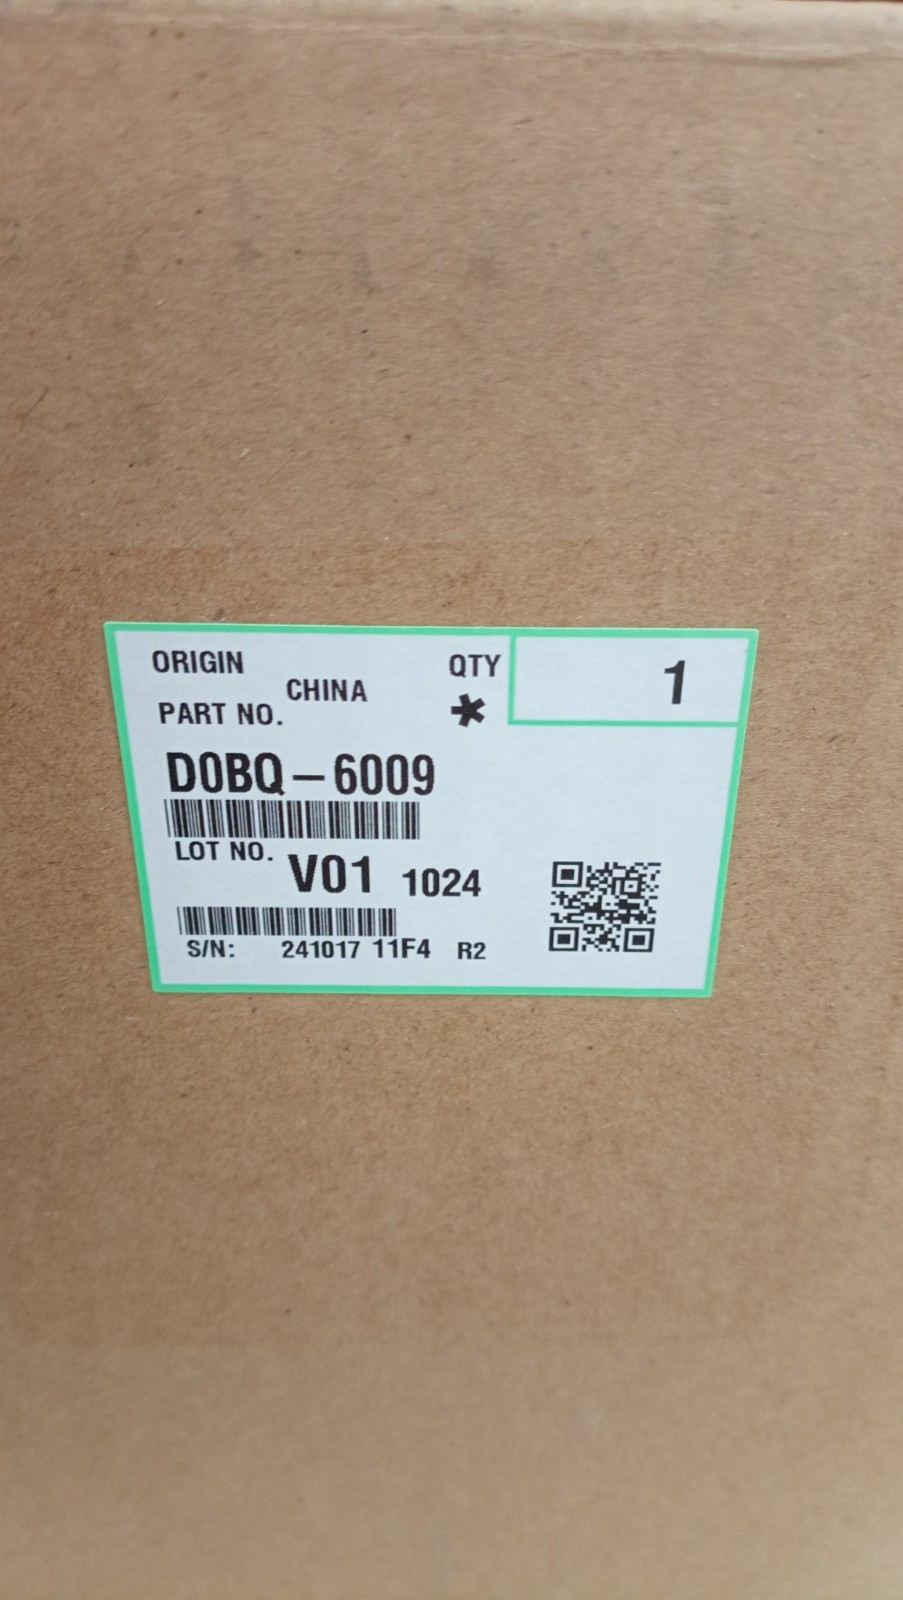 ORIGIN
CHINA
QTY
*
1
PART NO.
D0BQ – 6009
LOT NO.
V01 1024
S/N: 241017 11F4 R2